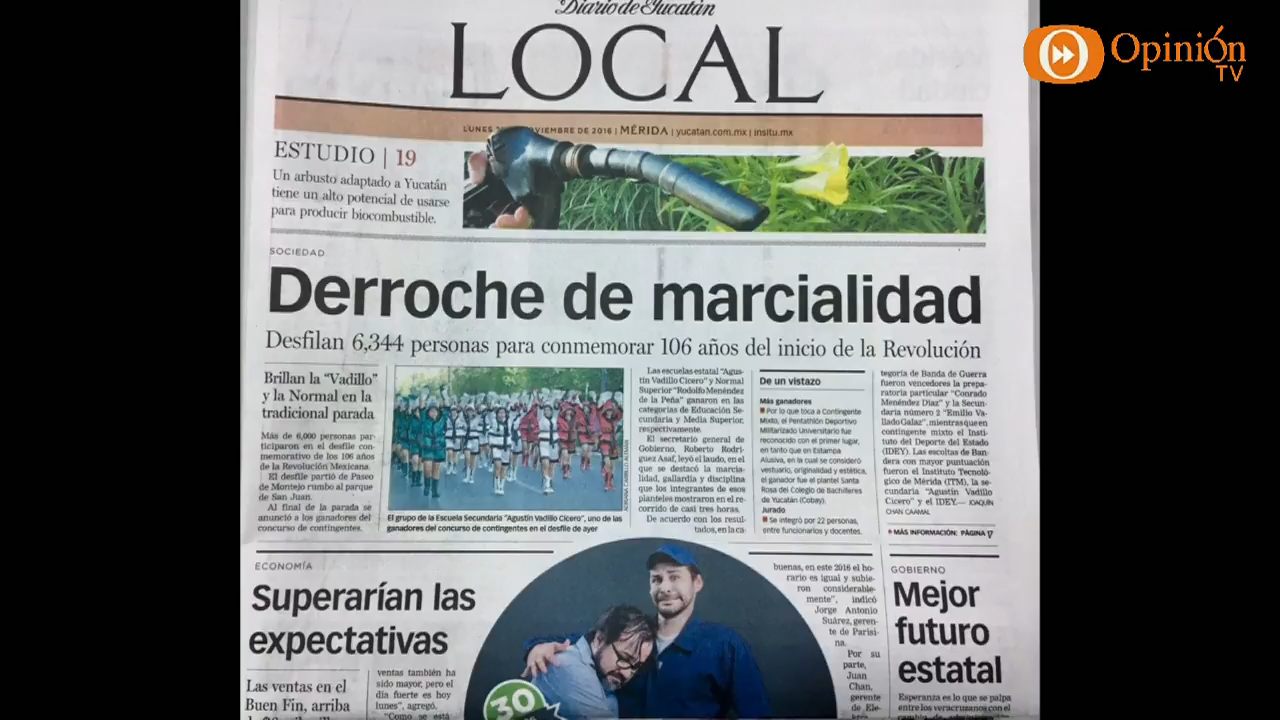 Diario de Yucatán
LOCAL
Opinión
TV
LUNES VIEMBRE DE 2016 | MÉRIDA | yucatan.com.mx | insitu.mx
ESTUDIO | 19
Un arbusto adaptado a Yucatán
tiene un alto potencial de usarse
para producir biocombustible.
SOCIEDAD
Derroche de marcialidad
Desfilan 6,344 personas para conmemorar 106 años del inicio de la Revolución
Brillan la "Vadillo"
y la Normal en la
tradicional parada
Más de 6,000 personas par-
ticiparon en el desfile con-
memorativo de los 106 años
de la Revolución Mexicana.
El desfile partió de Paseo
de Montejo rumbo al parque
de San Juan.
Al final de la parada se
anunció a los ganadores del
concurso de contingentes.
El grupo de la Escuela Secundaria "Agustín Vadillo Cicero", uno de las
ganadores del concurso de contingentes en el desfile de ayer
Las escuelas estatal "Agus-
tín Vadillo Cicero" y Normal
Superior "Rodolfo Menéndez
de la Peña" ganaron en las
categorías de Educación Se-
cundaria y Media Superior,
respectivamente.
El secretario general de
Gobierno, Roberto Rodrí-
guez Asaf, leyó el laudo, en el
que se destacó la marcia-
lidad, gallardía y disciplina
que los integrantes de esos
planteles mostraron en el re-
corrido de casi tres horas.
De acuerdo con los resul-
tados, en la ca-
De un vistazo
Más ganadores
Por lo que toca a Contingente
Mixto, el Pentathlón Deportivo
Militarizado Universitario fue
reconocido con el primer lugar,
en tanto que en Estampa
Alusiva, en la cual se consideró
vestuario, originalidad y estética,
el ganador fue el plantel Santa
Rosa del Colegio de Bachilleres
de Yucatán (Cobay).
Jurado
Se integró por 22 personas,
entre funcionarios y docentes.
tegoría de Banda de Guerra
fueron vencedores la prepa-
ratoria particular "Conrado
Menéndez Díaz" y la Secun-
daria número 2 "Emilio Va-
llado Galaz", mientras que en
contingente mixto el Insti-
tuto del Deporte del Estado
(IDEY). Las escoltas de Ban-
dera con mayor puntuación
fueron el Instituto Tecnoló-
gico de Mérida (ITM), la se-
cundaria "Agustín Vadillo
Cicero" y el IDEY.— JOAQUÍN
CHAN CAAMAL
+ MÁS INFORMACIÓN: PÁGINA 17
ECONOMÍA
Superarían las
expectativas
Las ventas en el
Buen Fin, arriba
ventas también ha
sido mayor, pero el
día fuerte es hoy
lunes", agregó.
"Como se está
30
buenas, en este 2016 el ho-
rario es igual y subie-
ron considerable-
mente", indicó
Jorge Antonio
Suárez, geren-
te de Parisi-
na.
Por su
parte,
Juan
Chan,
gerente
de Ele-
GOBIERNO
Mejor
futuro
estatal
Esperanza es lo que se palpa
entre los veracruzanos con el